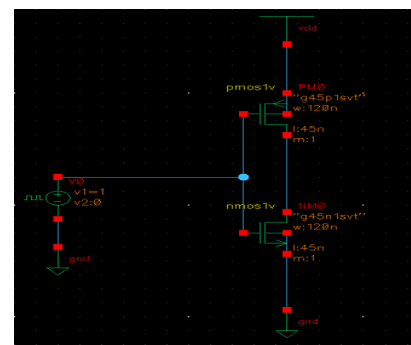 vdd
pmos1v PM0
"g45p1svt"
w:120n
l:45n
m:1
V0
v1=1
v2:0
gnd
nmos1v NM0
"g45n1svt"
w:120n
l:45n
m:1
gnd